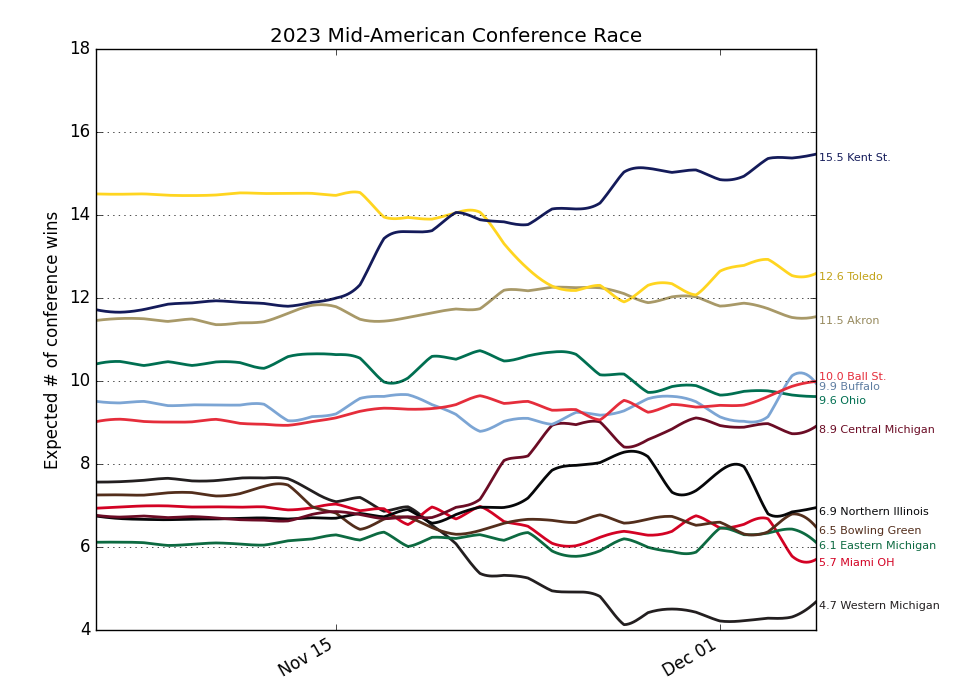 2023 Mid-American Conference Race
Expected # of conference wins
18
16
14
12
10
8
6
4
Nov 15
Dec 01
15.5 Kent St.
12.6 Toledo
11.5 Akron
10.0 Ball St.
9.9 Buffalo
9.6 Ohio
8.9 Central Michigan
6.9 Northern Illinois
6.5 Bowling Green
6.1 Eastern Michigan
5.7 Miami OH
4.7 Western Michigan